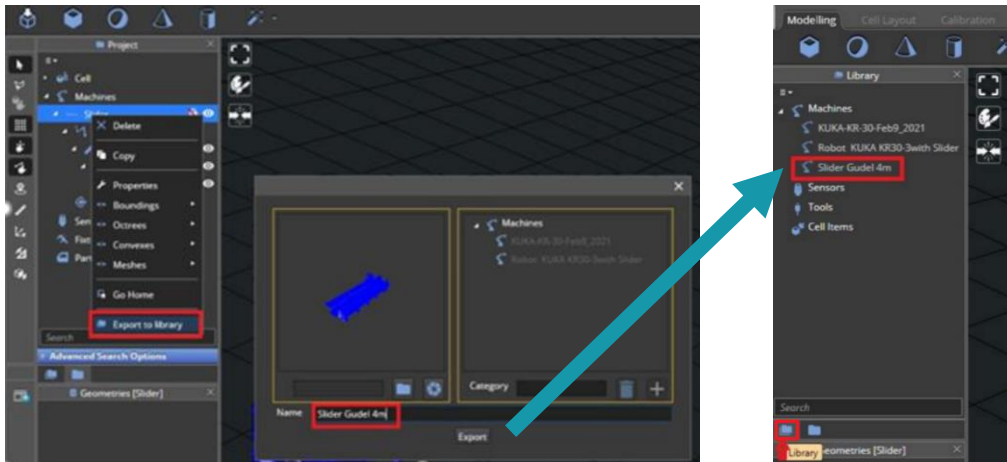 Project
Cell
Machines
Slider
Delete
Copy
Properties
Boundings
Octrees
Convexes
Meshes
Go Home
Export to library
Search
Advanced Search Options
Geometries [Slider]
Machines
KUKA-KR-30-Feb9_2021
Robot KUKA KR30-3with Slider
Category
Name
Slider Gudel 4m
Export
Modelling
Cell Layout
Calibration
Library
Machines
KUKA-KR-30-Feb9_2021
Robot KUKA KR30-3with Slider
Slider Gudel 4m
Sensors
Tools
Cell Items
Search
Library
eometries [Slider]